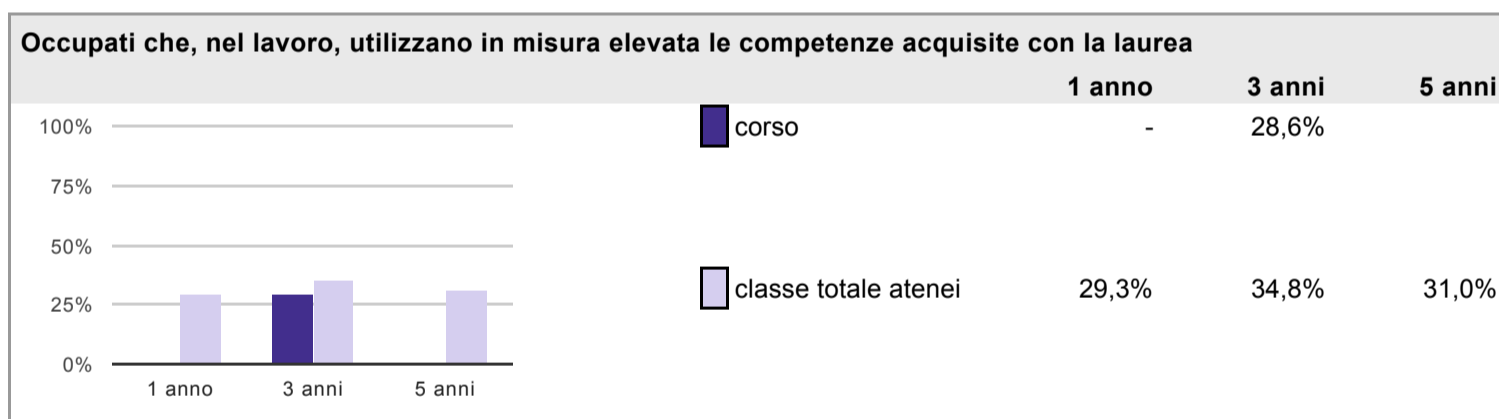 Occupati che, nel lavoro, utilizzano in misura elevata le competenze acquisite con la laurea
1 anno 3 anni 5 anni
100%
75%
50%
25%
0%
1 anno 3 anni 5 anni
corso - 28,6%
classe totale atenei 29,3% 34,8% 31,0%